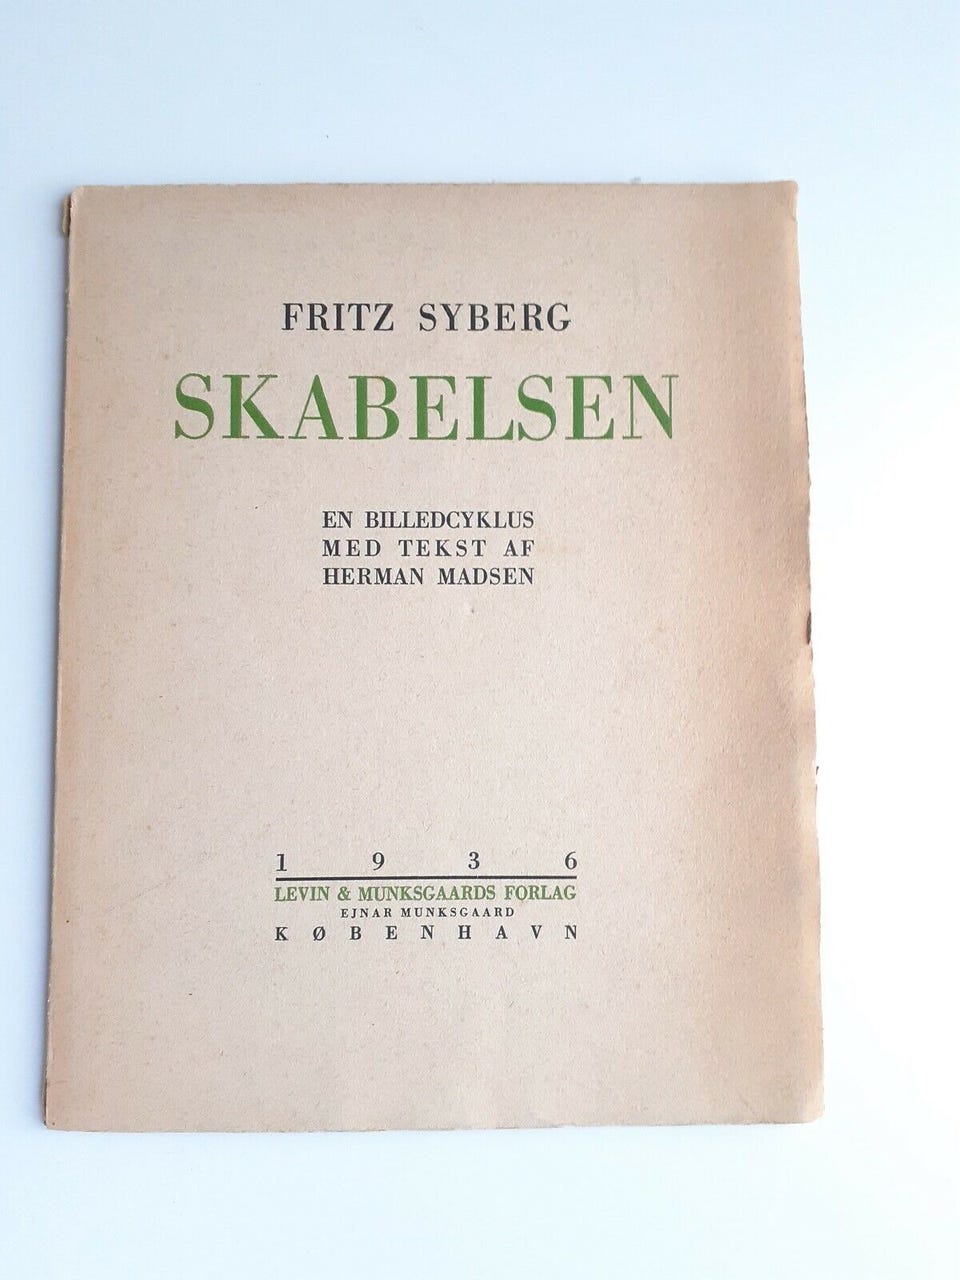 FRITZ SYBERG
SKABELSEN
EN BILLEDCYKLUS
MED TEKST AF
HERMAN MADSEN
1 9 3 6
LEVIN & MUNKSGAARDS FORLAG
EJNAR MUNKSGAARD
KØBENHAVN